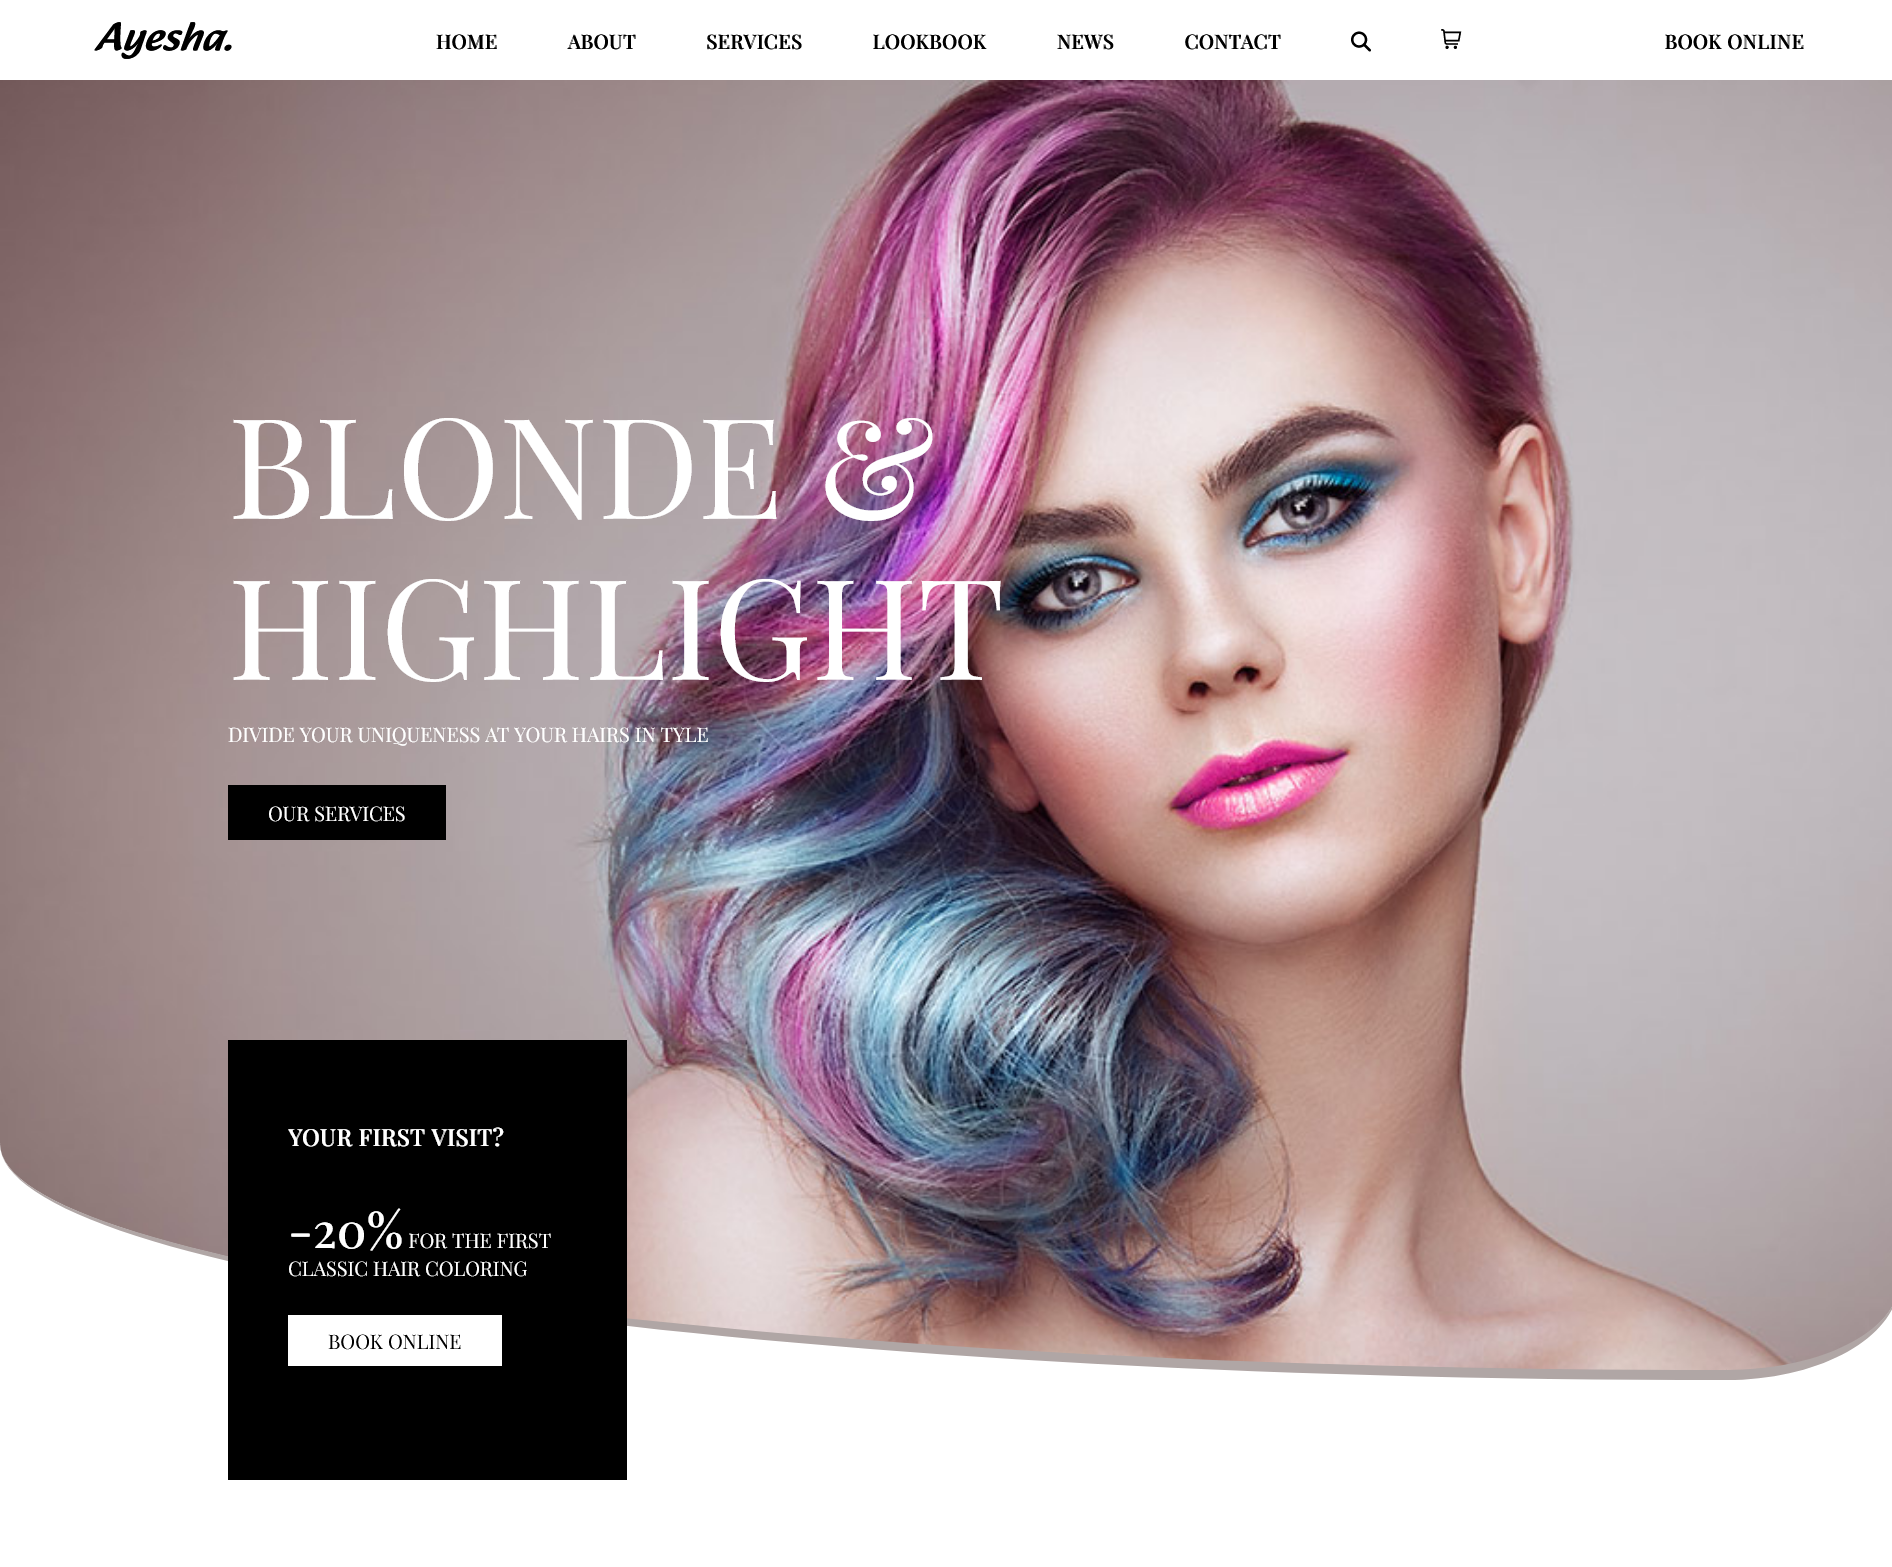 Ayesha.
HOME ABOUT SERVICES LOOKBOOK NEWS CONTACT BOOK ONLINE
BLONDE &
HIGHLIGHT
DIVIDE YOUR UNIQUENESS AT YOUR HAIRS IN TYLE
OUR SERVICES
YOUR FIRST VISIT?
-20% FOR THE FIRST
CLASSIC HAIR COLORING
BOOK ONLINE